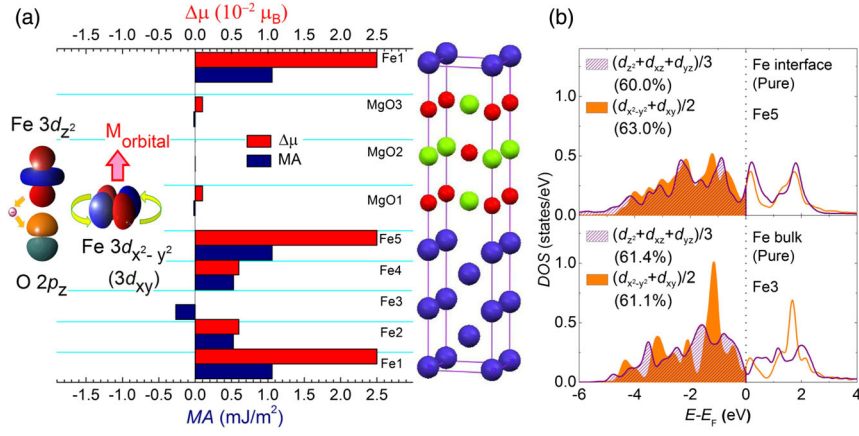 (a)
Δμ (10⁻² μB)
-1.5 -1.0 -0.5 0.0 0.5 1.0 1.5 2.0 2.5 3.0
Fe1
MgO3
MgO2
MgO1
Fe5
Fe4
Fe3
Fe2
Fe1
Δμ
MA
Fe 3dz²
Morbital
O 2pz
Fe 3dx²- y²
(3dxy)
-1.5 -1.0 -0.5 0.0 0.5 1.0 1.5 2.0 2.5 3.0
MA (mJ/m²)
(b)
(dz²+dxz+dyz)/3
(60.0%)
(dx²-y²+dxy)/2
(63.0%)
Fe interface
(Pure)
Fe5
1.0
0.5
0.0
DOS (states/eV)
(dz²+dxz+dyz)/3
(61.4%)
(dx²-y²+dxy)/2
(61.1%)
Fe bulk
(Pure)
Fe3
1.0
0.5
0.0
-6 -4 -2 0 2 4
E-EF (eV)